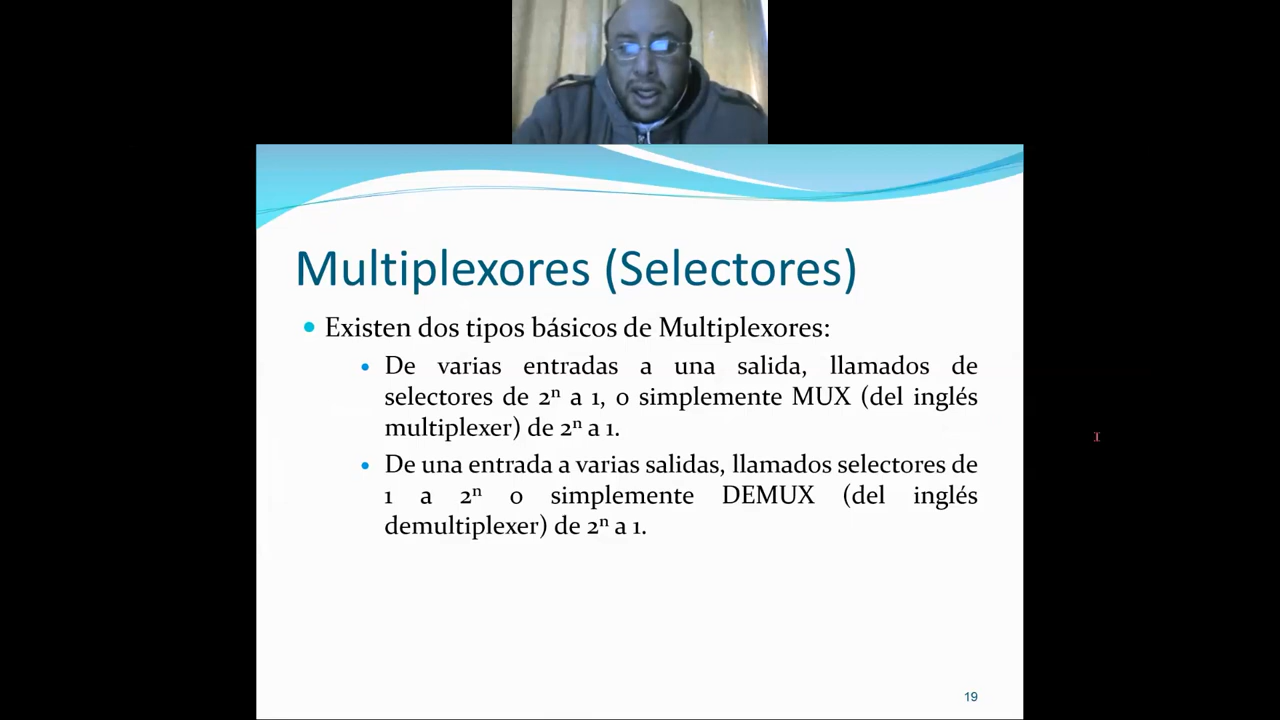 Multiplexores (Selectores)
• Existen dos tipos básicos de Multiplexores:
• De varias entradas a una salida, llamados de
selectores de 2ⁿ a 1, o simplemente MUX (del inglés
multiplexer) de 2ⁿ a 1.
• De una entrada a varias salidas, llamados selectores de
1 a 2ⁿ o simplemente DEMUX (del inglés
demultiplexer) de 2ⁿ a 1.
19